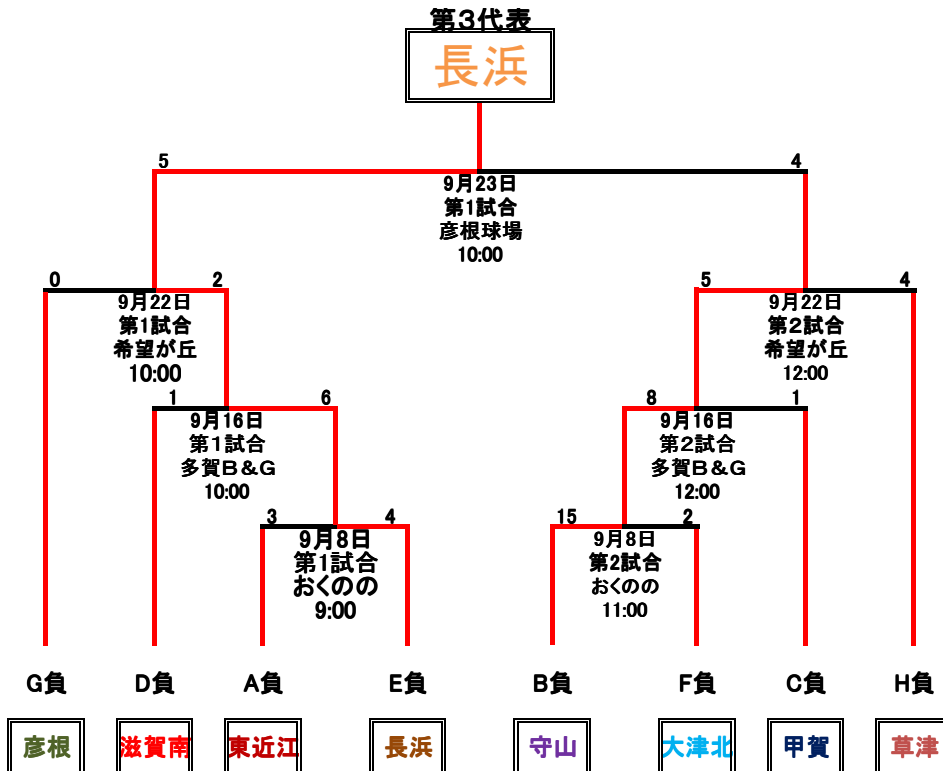 第3代表
長浜
5
4
9月23日
第1試合
彦根球場
10:00
0
2
5
4
9月22日
第1試合
希望が丘
10:00
9月22日
第2試合
希望が丘
12:00
1
6
8
1
9月16日
第1試合
多賀B&G
10:00
9月16日
第2試合
多賀B&G
12:00
3
4
15
2
9月8日
第1試合
おくのの
9:00
9月8日
第2試合
おくのの
11:00
G負 D負 A負 E負 B負 F負 C負 H負
彦根 滋賀南 東近江 長浜 守山 大津北 甲賀 草津